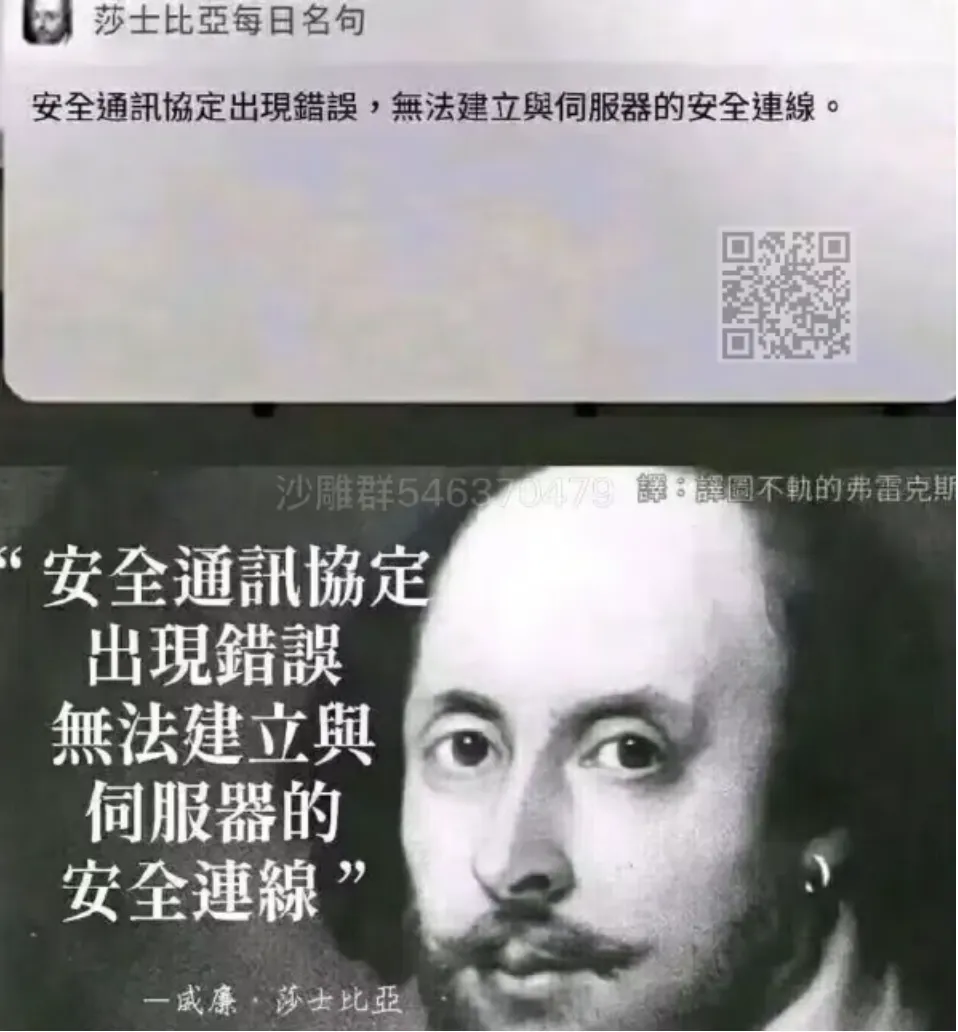 莎士比亞每日名句
安全通訊協定出現錯誤，無法建立與伺服器的安全連線。
沙雕群546370479
譯：譯圖不軌的弗雷克斯
“安全通訊協定
出現錯誤
無法建立與
伺服器的
安全連線”
—威廉·莎士比亞